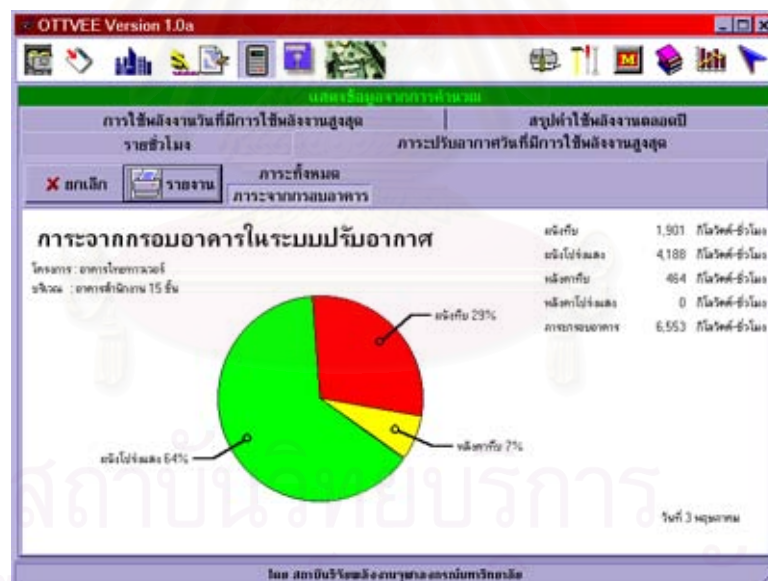 OTTVEE Version 1.0a
แสดงข้อมูลจากการคำนวณ
การใช้พลังงานวันที่มีการใช้พลังงานสูงสุด
สรุปค่าใช้พลังงานตลอดปี
รายชั่วโมง
ภาระปรับอากาศวันที่มีการใช้พลังงานสูงสุด
ยกเลิก
รายงาน
ภาระทั้งหมด
ภาระจากกรอบอาคาร
ภาระจากกรอบอาคารในระบบปรับอากาศ
โครงการ : อาคารไทยทาวเวอร์
บริเวณ : อาคารสำนักงาน 15 ชั้น
ผนังทึบ 1,901 กิโลวัตต์-ชั่วโมง
ผนังโปร่งแสง 4,188 กิโลวัตต์-ชั่วโมง
หลังคาทึบ 464 กิโลวัตต์-ชั่วโมง
หลังคาโปร่งแสง 0 กิโลวัตต์-ชั่วโมง
ภาระกรอบอาคาร 6,553 กิโลวัตต์-ชั่วโมง
ผนังทึบ 29%
หลังคาทึบ 7%
ผนังโปร่งแสง 64%
สถาบันวิทยบริการ
วันที่ 3 พฤษภาคม
โดย สถาบันวิจัยพลังงานจุฬาลงกรณ์มหาวิทยาลัย